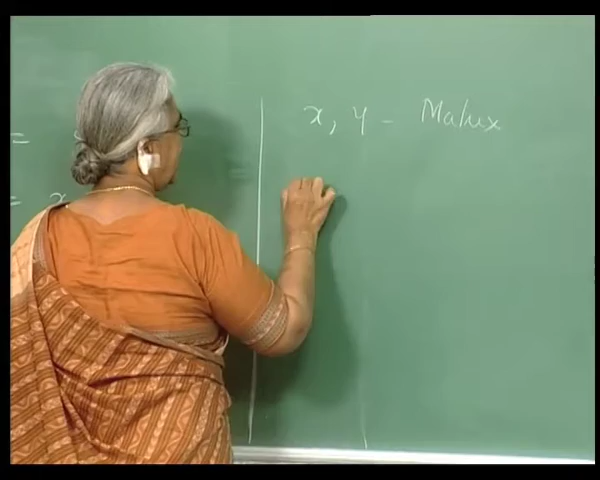 x, y - Matrix
=
= x